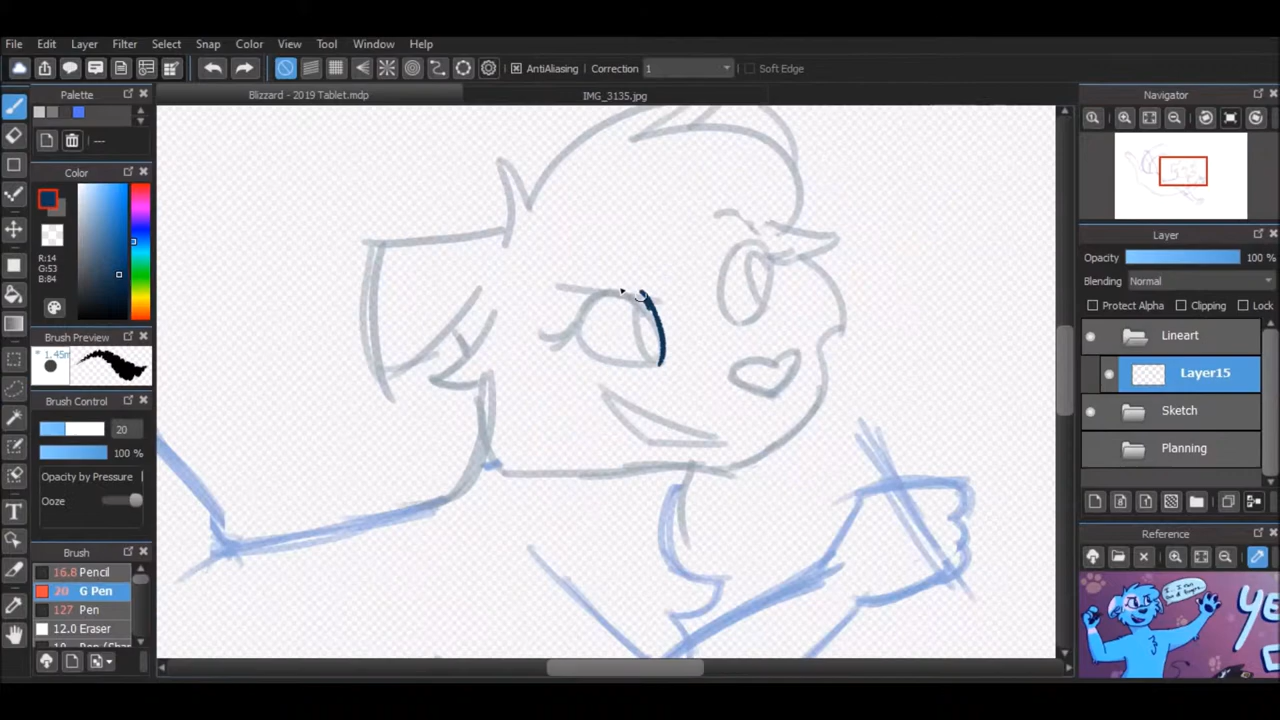 File Edit Layer Filter Select Snap Color View Tool Window Help
AntiAliasing Correction 1 Soft Edge
Palette
Blizzard - 2019 Tablet.mdp
IMG_3135.jpg
Navigator
---
Color
R:14
G:53
B:84
Brush Preview
1.45m
Brush Control
20
100 %
Opacity by Pressure
Ooze
Brush
16.8 Pencil
20 G Pen
127 Pen
12.0 Eraser
Layer
Opacity 100 %
Blending Normal
Protect Alpha Clipping Lock
Lineart
Layer15
Sketch
Planning
Reference